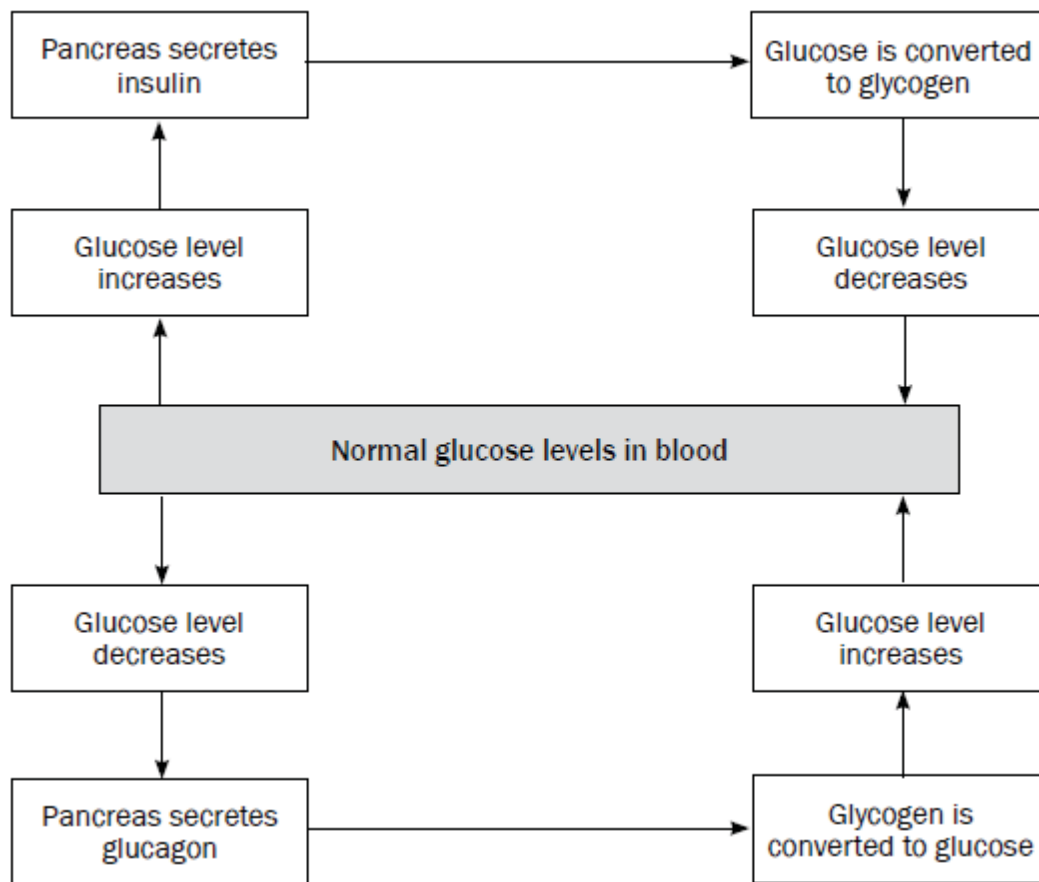 Pancreas secretes
insulin
Glucose is converted
to glycogen
Glucose level
increases
Glucose level
decreases
Normal glucose levels in blood
Glucose level
decreases
Glucose level
increases
Pancreas secretes
glucagon
Glycogen is
converted to glucose